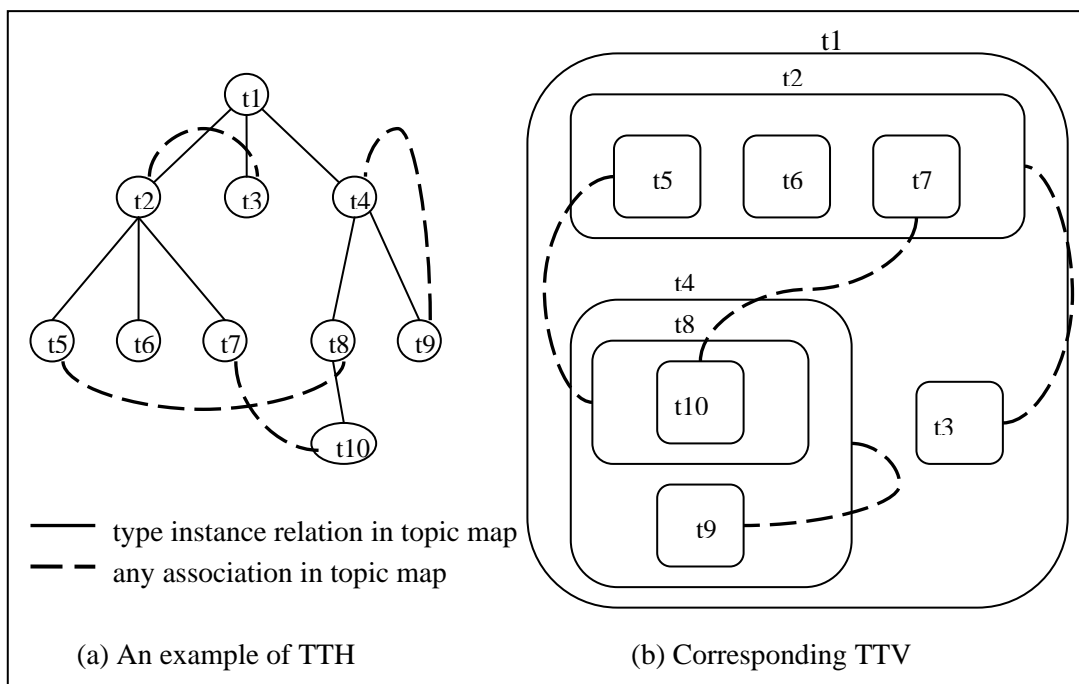 t1
t2
t3
t4
t5
t6
t7
t8
t9
t10
type instance relation in topic map
any association in topic map
(a) An example of TTH
t1
t2
t5
t6
t7
t4
t8
t10
t3
t9
(b) Corresponding TTV